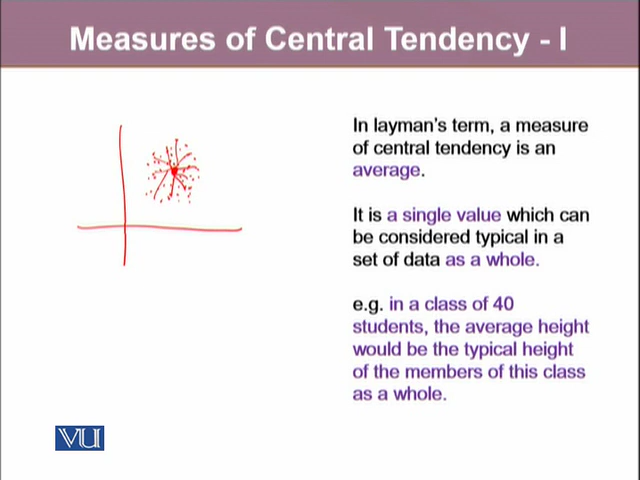 Measures of Central Tendency - I
In layman's term, a measure
of central tendency is an
average.
It is a single value which can
be considered typical in a
set of data as a whole.
e.g. in a class of 40
students, the average height
would be the typical height
of the members of this class
as a whole.
VU